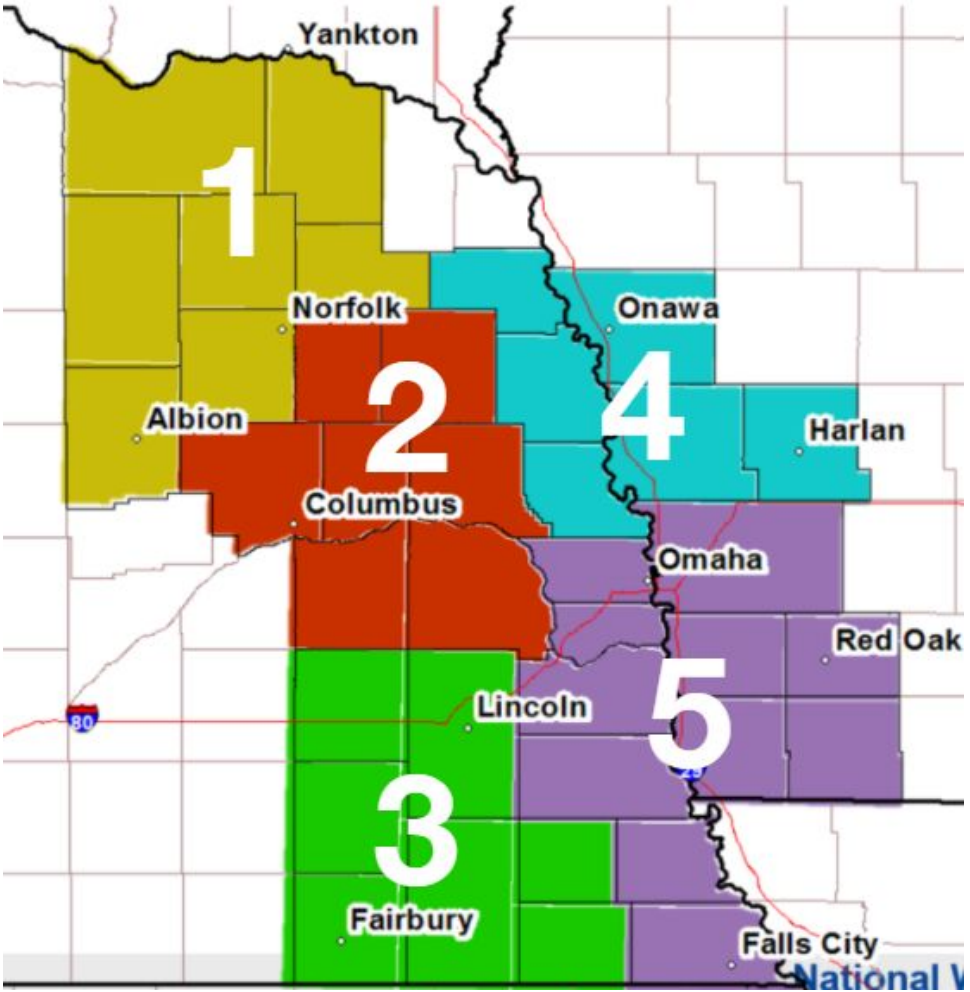 Yankton
1
Norfolk
Onawa
2
4
Albion
Harlan
Columbus
Omaha
Red Oak
5
Lincoln
80
3
Fairbury
Falls City
National